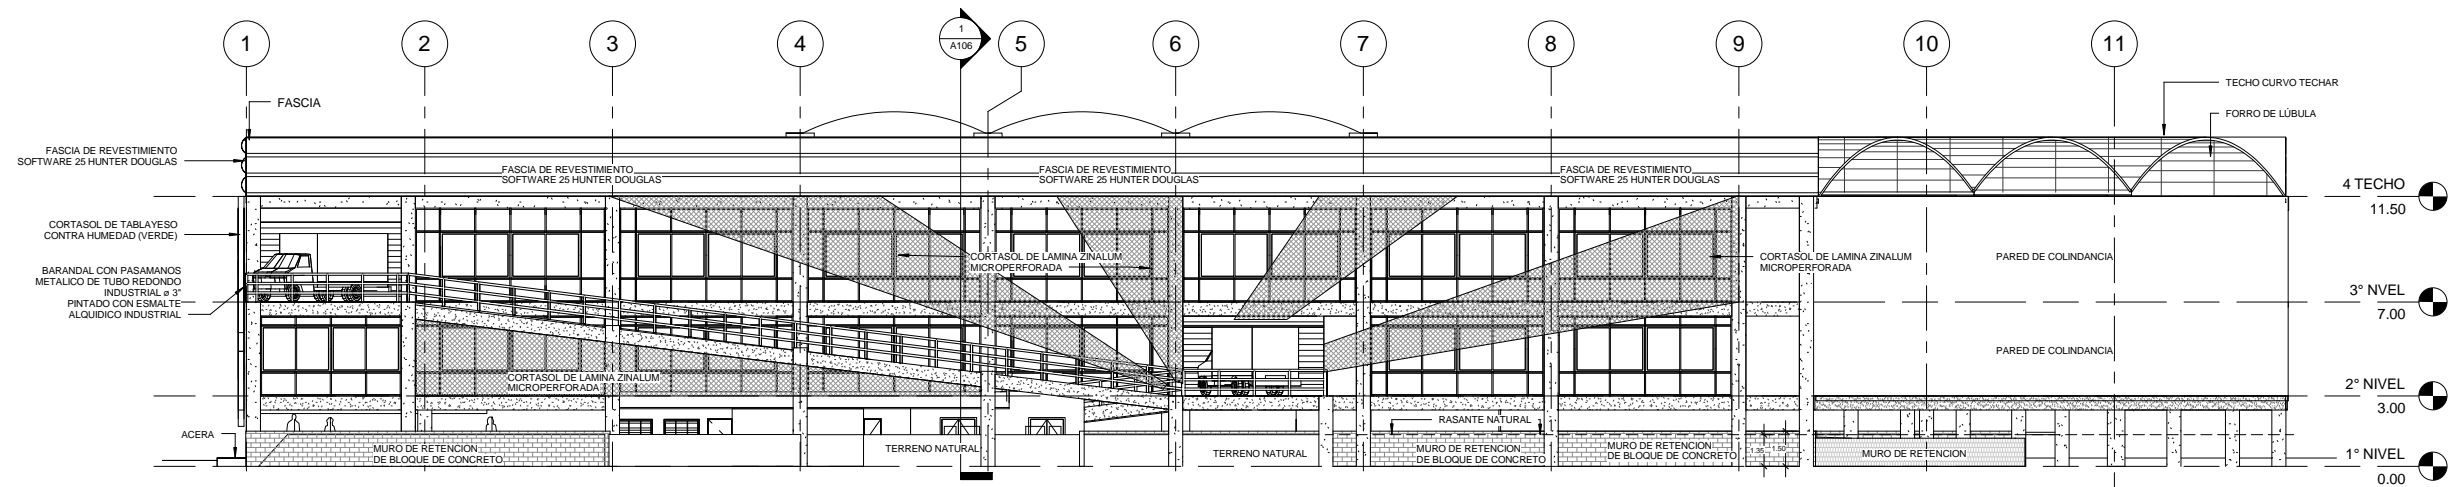 1
2
3
4
1
A106
5
6
7
8
9
10
11
FASCIA
TECHO CURVO TECHAR
FORRO DE LÚBULA
FASCIA DE REVESTIMIENTO
SOFTWARE 25 HUNTER DOUGLAS
FASCIA DE REVESTIMIENTO
SOFTWARE 25 HUNTER DOUGLAS
FASCIA DE REVESTIMIENTO
SOFTWARE 25 HUNTER DOUGLAS
FASCIA DE REVESTIMIENTO
SOFTWARE 25 HUNTER DOUGLAS
4 TECHO
11.50
CORTASOL DE TABLAYESO
CONTRA HUMEDAD (VERDE)
CORTASOL DE LAMINA ZINALUM
MICROPERFORADA
CORTASOL DE LAMINA ZINALUM
MICROPERFORADA
PARED DE COLINDANCIA
BARANDAL CON PASAMANOS
METALICO DE TUBO REDONDO
INDUSTRIAL ø 3"
PINTADO CON ESMALTE
ALQUIDICO INDUSTRIAL
3° NVEL
7.00
PARED DE COLINDANCIA
CORTASOL DE LAMINA ZINALUM
MICROPERFORADA
2° NIVEL
3.00
RASANTE NATURAL
ACERA
MURO DE RETENCION
DE BLOQUE DE CONCRETO
TERRENO NATURAL
TERRENO NATURAL
MURO DE RETENCION
DE BLOQUE DE CONCRETO
MURO DE RETENCION
DE BLOQUE DE CONCRETO
1.35
1.50
MURO DE RETENCION
1° NIVEL
0.00